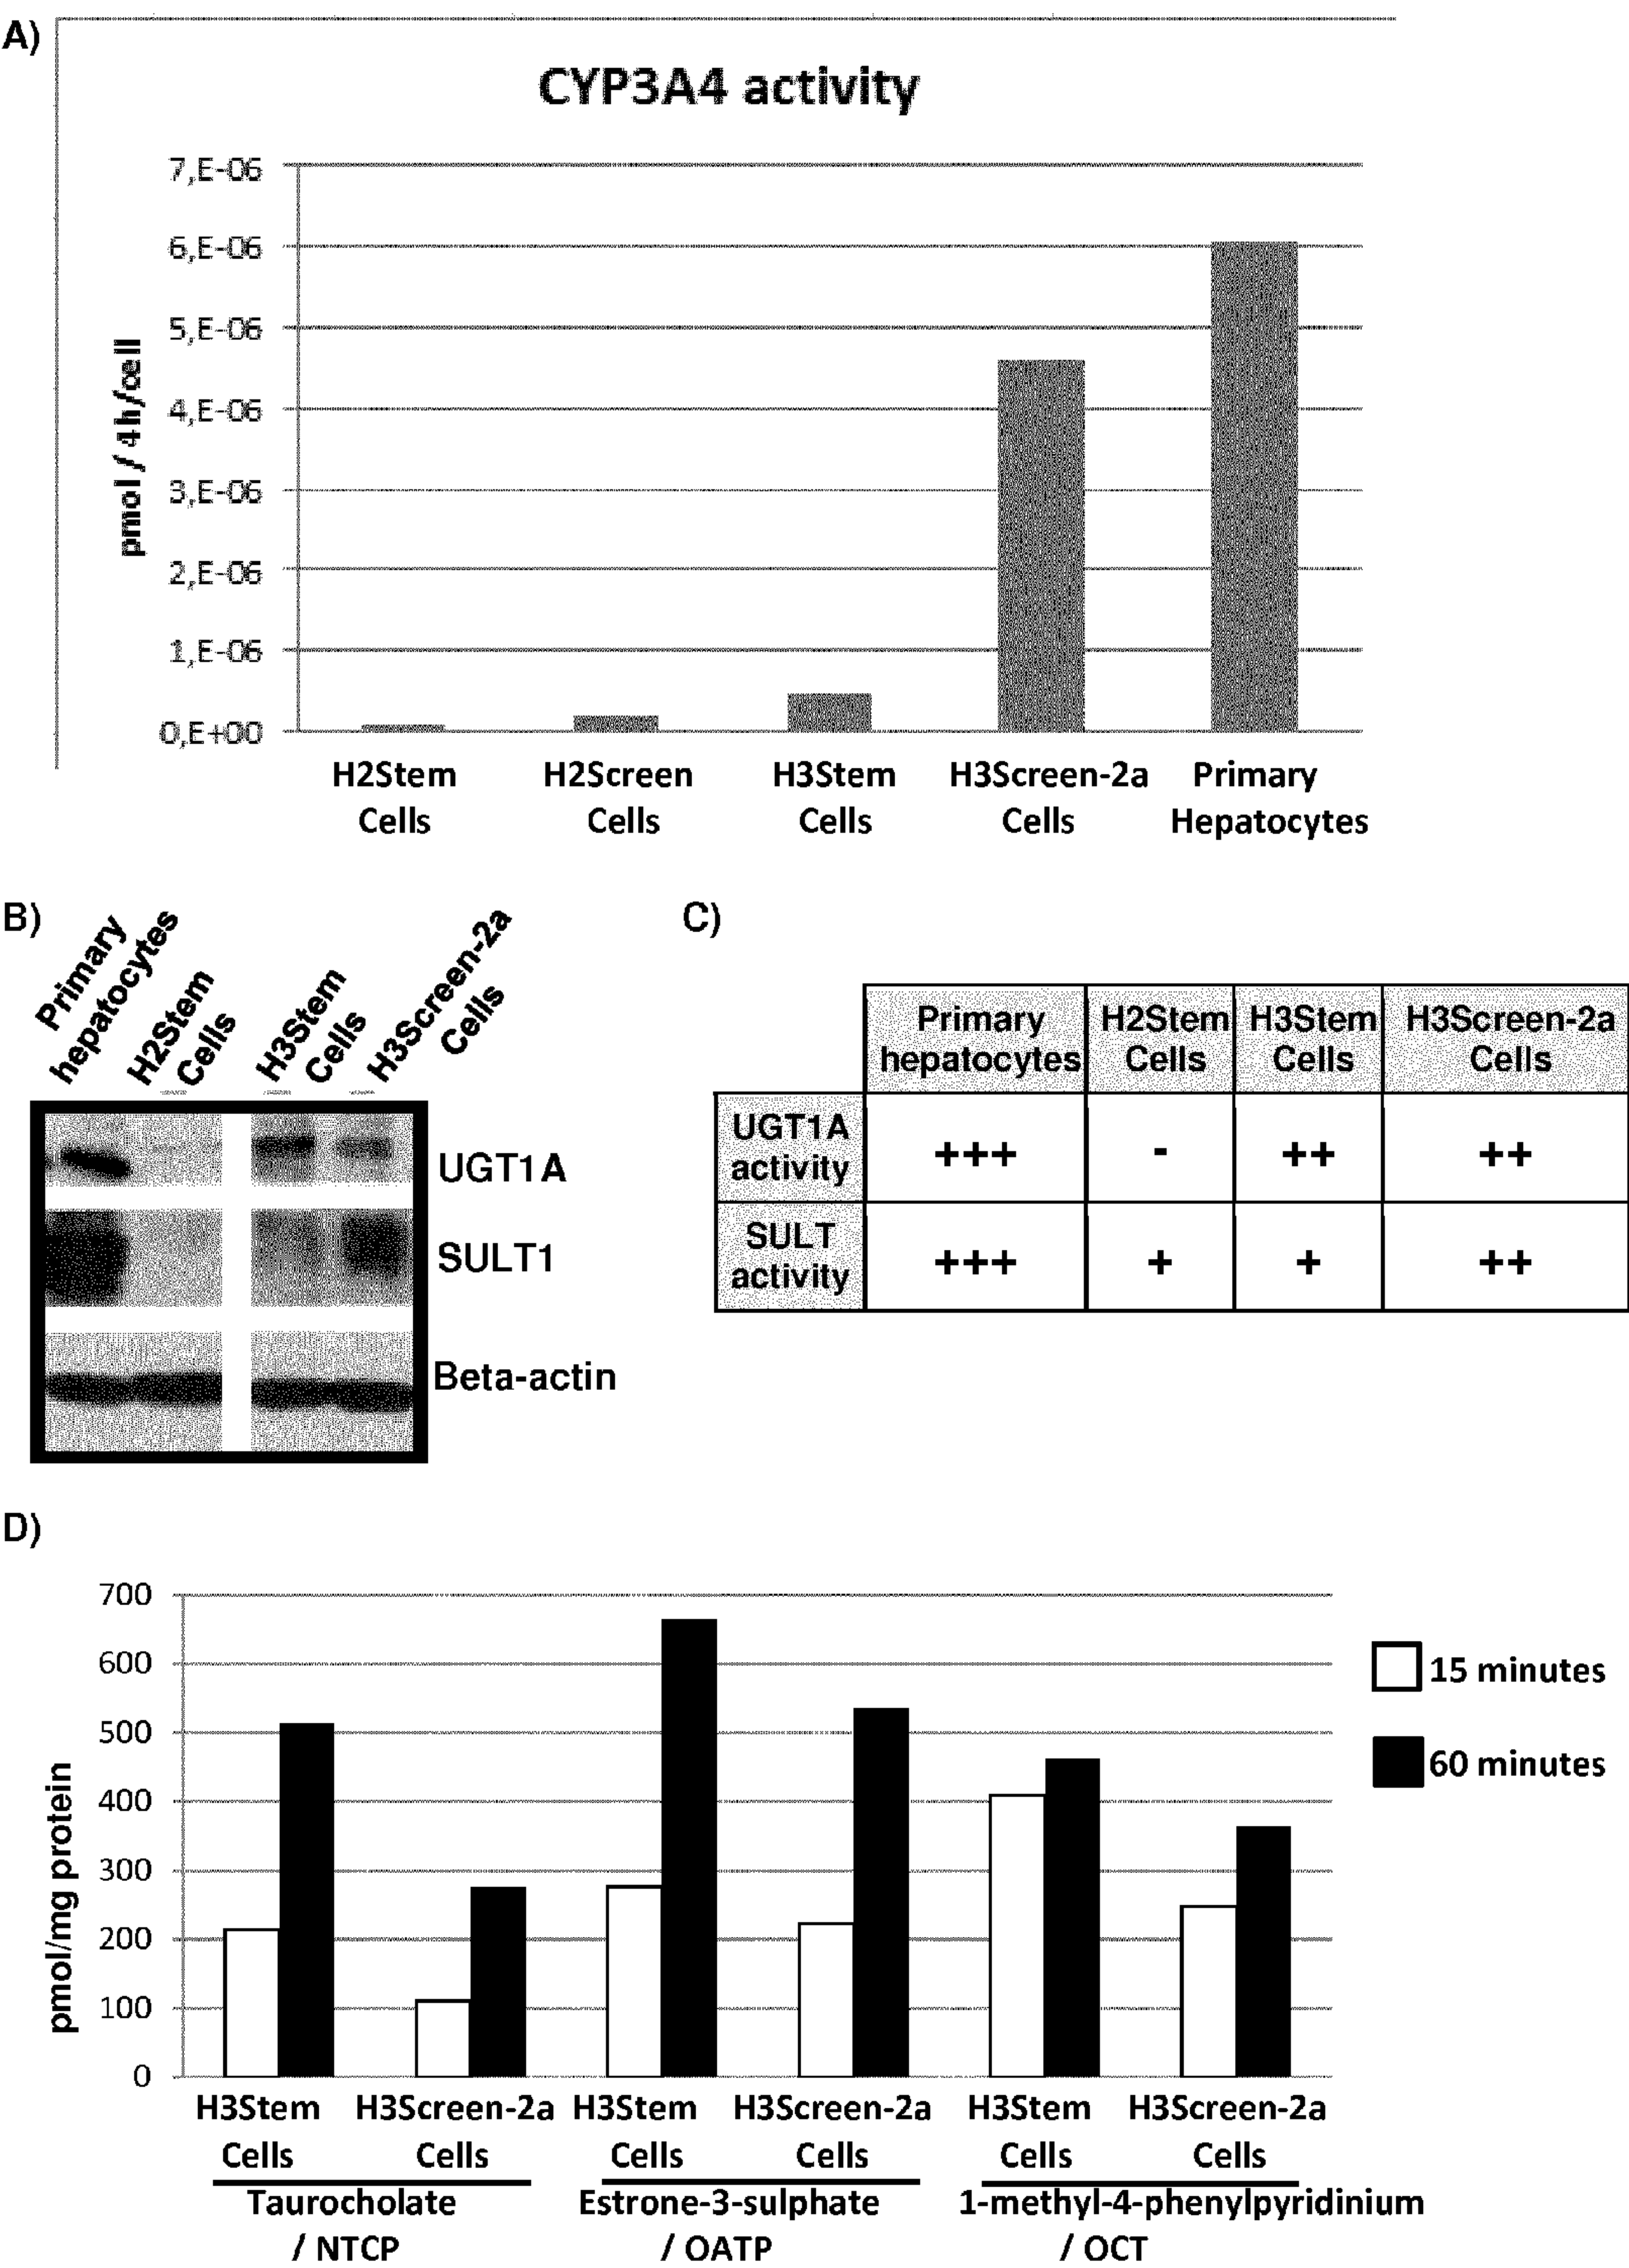 A)
CYP3A4 activity
7,E-06
6,E-06
5,E-06
4,E-06
3,E-06
2,E-06
1,E-06
0,E+00
pmol / 4h/cell
H2Stem H2Screen H3Stem H3Screen-2a Primary
Cells Cells Cells Cells Hepatocytes
B)
Primary
hepatocytes
H2Stem
Cells
H3Stem
Cells
H3Screen-2a
Cells
UGT1A
SULT1
Beta-actin
C)
Primary H2Stem H3Stem H3Screen-2a
hepatocytes Cells Cells Cells
UGT1A
activity +++ - ++ ++
SULT
activity +++ + + ++
D)
700
600
500
400
300
200
100
0
pmol/mg protein
15 minutes
60 minutes
H3Stem H3Screen-2a H3Stem H3Screen-2a H3Stem H3Screen-2a
Cells Cells Cells Cells Cells Cells
Taurocholate Estrone-3-sulphate 1-methyl-4-phenylpyridinium
/ NTCP / OATP / OCT